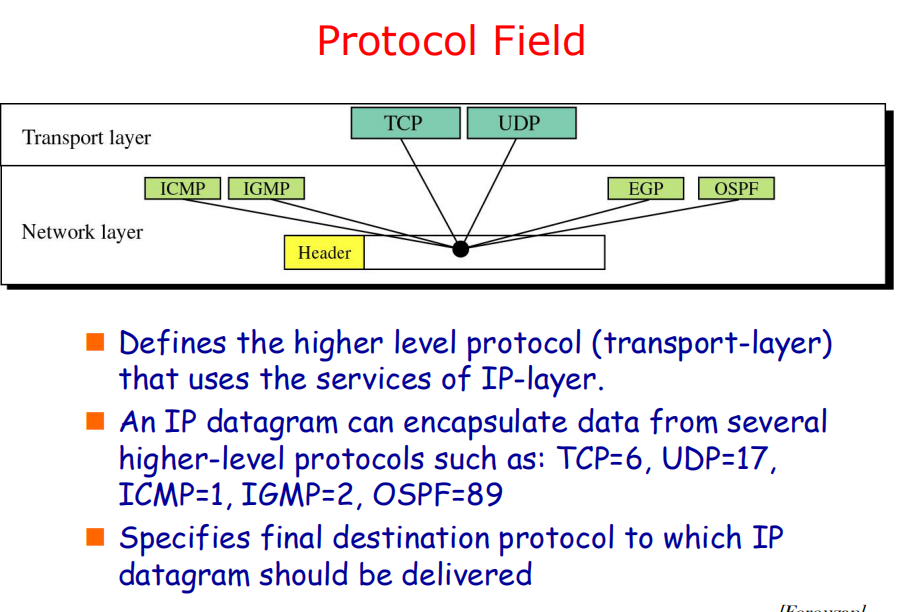 Protocol Field
Transport layer
TCP UDP
ICMP IGMP EGP OSPF
Network layer
Header
Defines the higher level protocol (transport-layer)
that uses the services of IP-layer.
An IP datagram can encapsulate data from several
higher-level protocols such as: TCP=6, UDP=17,
ICMP=1, IGMP=2, OSPF=89
Specifies final destination protocol to which IP
datagram should be delivered